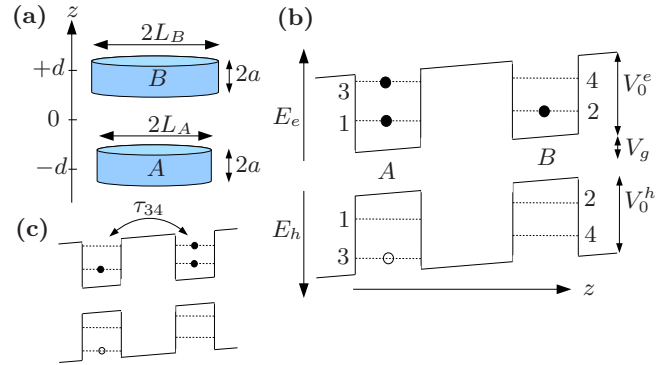 (a)
z
2L_B
+d
B
2a
0
2L_A
−d
A
2a
(b)
E_e
3
1
4
2
V_0^e
V_g
A
B
E_h
1
3
2
4
V_0^h
z
(c)
τ_34